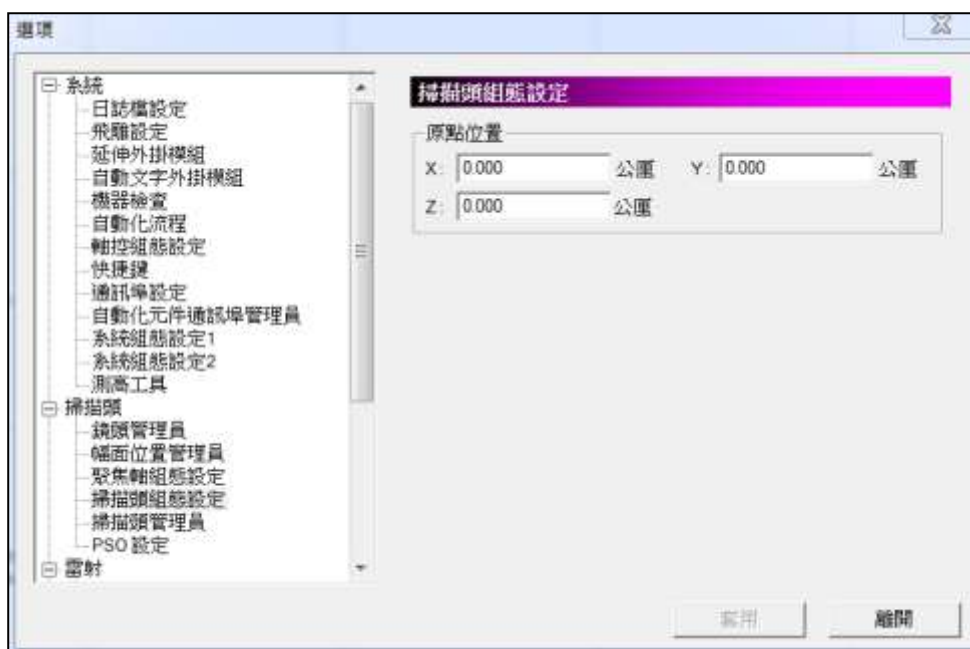 選項
系統
日誌檔設定
飛雕設定
延伸外掛模組
自動文字外掛模組
機器檢查
自動化流程
軸控組態設定
快捷鍵
通訊埠設定
自動化元件通訊埠管理員
系統組態設定1
系統組態設定2
測高工具
掃描頭
鏡頭管理員
幅面位置管理員
聚焦軸組態設定
掃描頭組態設定
掃描頭管理員
PSO 設定
雷射
掃描頭組態設定
原點位置
X: 0.000 公厘 Y: 0.000 公厘
Z: 0.000 公厘
套用 離開